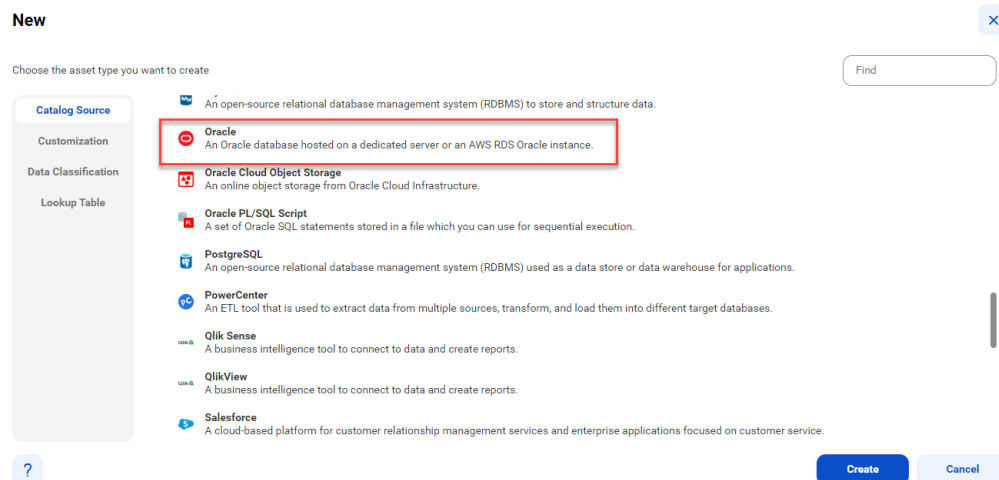 New
Choose the asset type you want to create
Find
Catalog Source
Customization
Data Classification
Lookup Table
An open-source relational database management system (RDBMS) to store and structure data.
Oracle
An Oracle database hosted on a dedicated server or an AWS RDS Oracle instance.
Oracle Cloud Object Storage
An online object storage from Oracle Cloud Infrastructure.
Oracle PL/SQL Script
A set of Oracle SQL statements stored in a file which you can use for sequential execution.
PostgreSQL
An open-source relational database management system (RDBMS) used as a data store or data warehouse for applications.
PowerCenter
An ETL tool that is used to extract data from multiple sources, transform, and load them into different target databases.
Qlik Sense
A business intelligence tool to connect to data and create reports.
QlikView
A business intelligence tool to connect to data and create reports.
Salesforce
A cloud-based platform for customer relationship management services and enterprise applications focused on customer service.
?
Create
Cancel